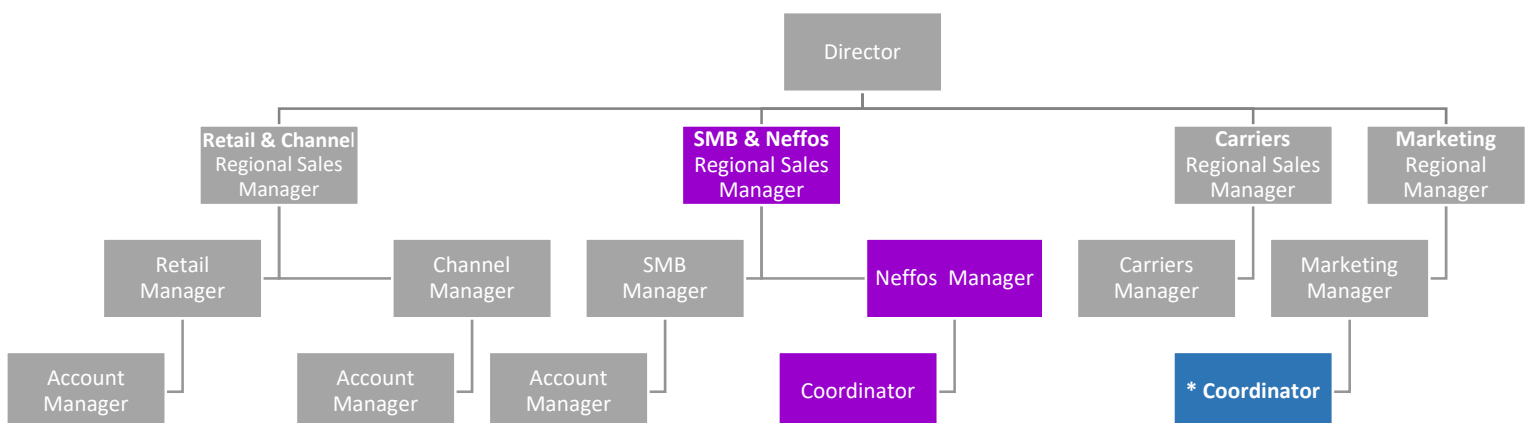 Director
Retail & Channel
Regional Sales
Manager
SMB & Neffos
Regional Sales
Manager
Carriers
Regional Sales
Manager
Marketing
Regional
Manager
Retail
Manager
Channel
Manager
SMB
Manager
Neffos Manager
Carriers
Manager
Marketing
Manager
Account
Manager
Account
Manager
Account
Manager
Coordinator
* Coordinator